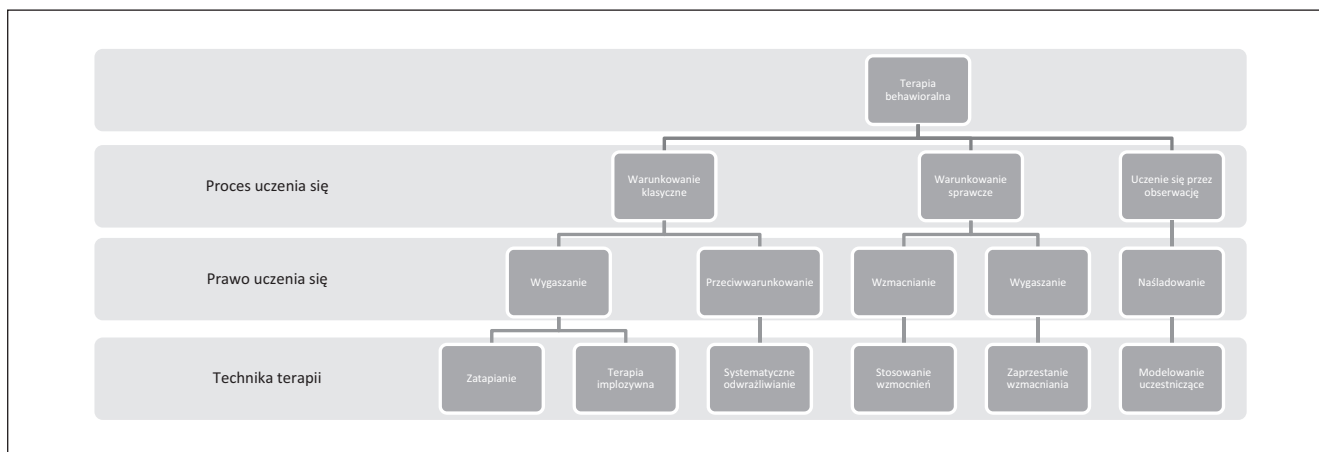 Terapia
behawioralna
Proces uczenia się
Warunkowanie
klasyczne
Warunkowanie
sprawcze
Uczenie się przez
obserwację
Prawo uczenia się
Wygaszanie
Przeciwwarunkowanie
Wzmacnianie
Wygaszanie
Naśladowanie
Technika terapii
Zatapianie
Terapia
implozywna
Systematyczne
odwrażliwianie
Stosowanie
wzmocnień
Zaprzestanie
wzmacniania
Modelowanie
uczestniczące